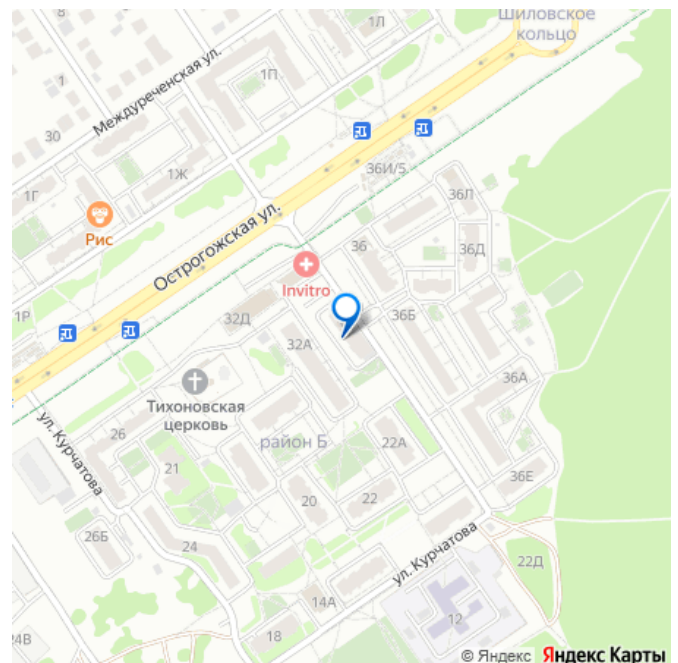 8
1
1Л
Шиловское
кольцо
Междуреченская ул.
1П
30
1Ж
1Г
Рис
36И/5
36Л
Острогожская ул.
36
36Д
Invitro
1Р
32Д
36Б
32А
36А
Тихоновская
церковь
ул. Курчатова
26
район Б
22А
21
36Е
20
22
26Б
24
ул. Курчатова
22Д
14А
12
18
24В
© Яндекс Яндекс Карты